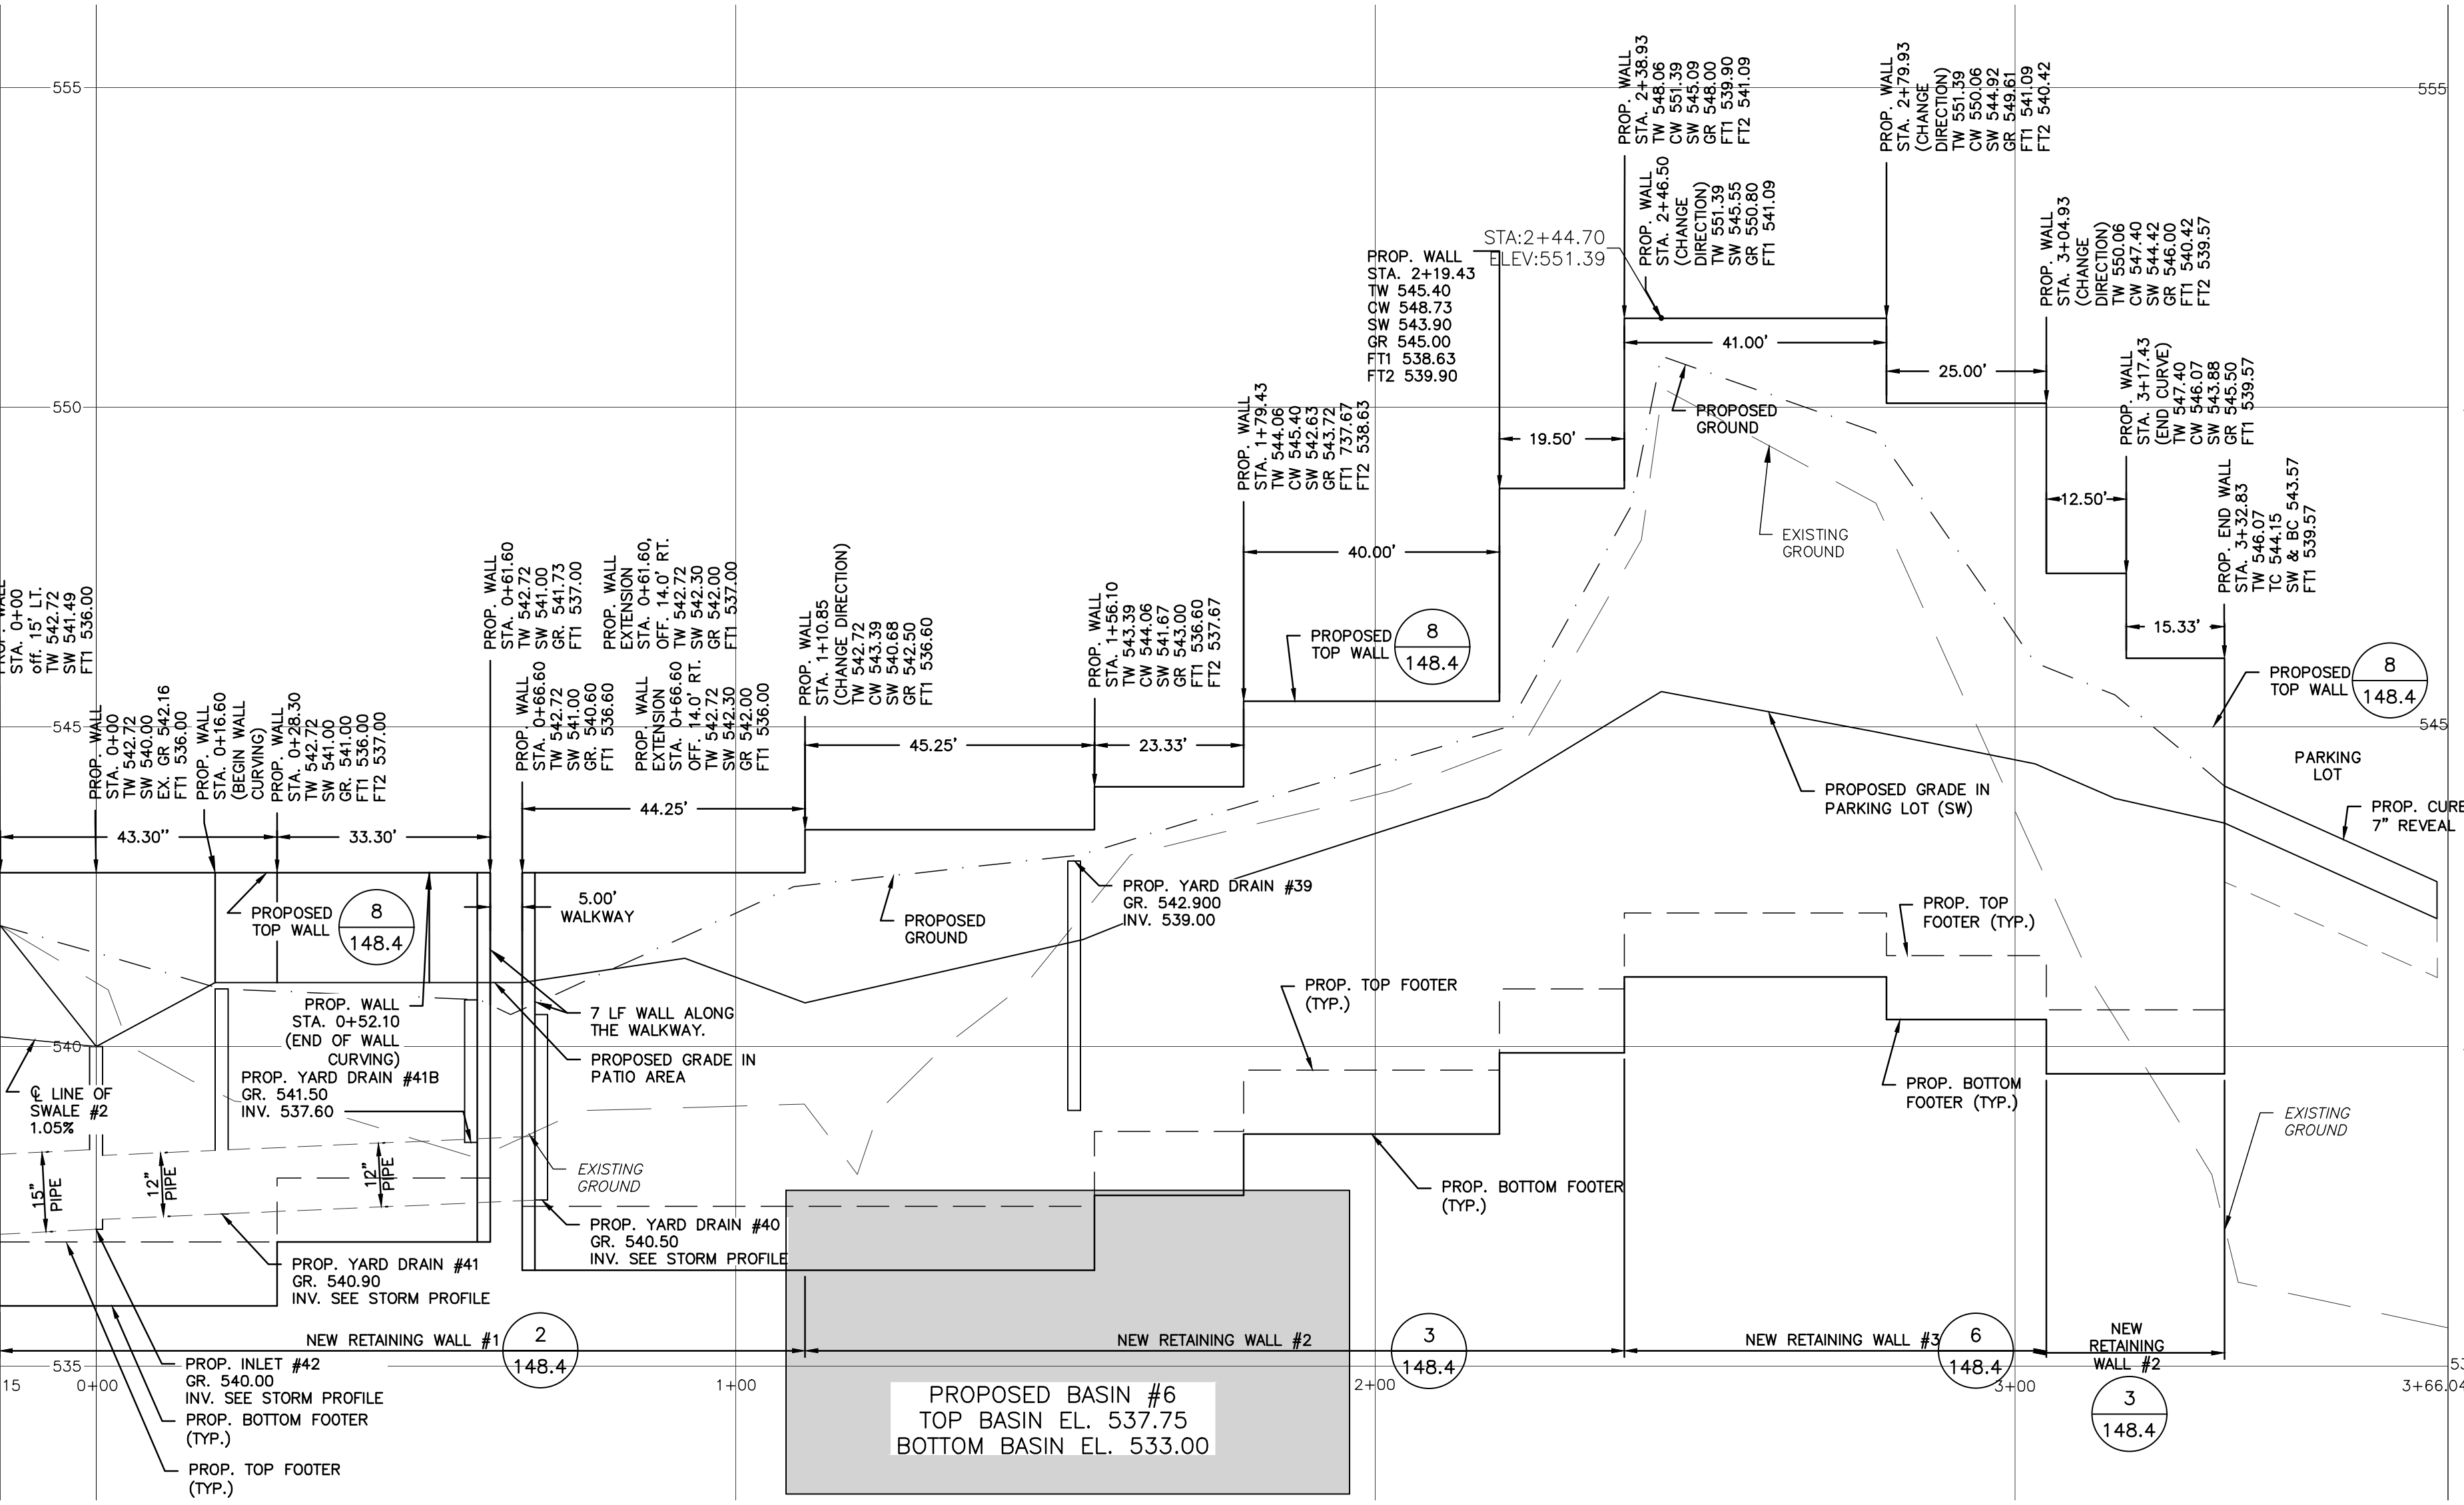 555
550
545
540
535
555
545
15
0+00
1+00
2+00
3+00
3+66.04
STA. 0+00
off. 15' LT.
TW 542.72
SW 541.49
FT1 536.00
PROP. WALL
STA. 0+00
TW 542.72
SW 540.00
EX. GR 542.16
FT1 536.00
PROP. WALL
STA. 0+16.60
(BEGIN WALL
CURVING)
PROP. WALL
STA. 0+28.30
TW 542.72
SW 541.00
GR. 541.00
FT1 536.00
FT2 537.00
43.30''
33.30'
PROPOSED
TOP WALL
8
148.4
PROP. WALL
STA. 0+52.10
(END OF WALL
CURVING)
PROP. YARD DRAIN #41B
GR. 541.50
INV. 537.60
℄ LINE OF
SWALE #2
1.05%
15"
PIPE
12"
PIPE
12"
PIPE
PROP. YARD DRAIN #41
GR. 540.90
INV. SEE STORM PROFILE
NEW RETAINING WALL #1
2
148.4
PROP. INLET #42
GR. 540.00
INV. SEE STORM PROFILE
PROP. BOTTOM FOOTER
(TYP.)
PROP. TOP FOOTER
(TYP.)
PROP. WALL
STA. 0+61.60
TW 542.72
SW 541.00
GR. 541.73
FT1 537.00
PROP. WALL
EXTENSION
STA. 0+61.60,
OFF. 14.0' RT.
TW 542.72
SW 542.30
GR 542.00
FT1 537.00
PROP. WALL
STA. 0+66.60
TW 542.72
SW 541.00
GR. 540.60
FT1 536.60
PROP. WALL
EXTENSION
STA. 0+66.60
OFF. 14.0' RT.
TW 542.72
SW 542.30
GR 542.00
FT1 536.00
44.25'
5.00'
WALKWAY
7 LF WALL ALONG
THE WALKWAY.
PROPOSED GRADE IN
PATIO AREA
EXISTING
GROUND
PROP. YARD DRAIN #40
GR. 540.50
INV. SEE STORM PROFILE
PROP. WALL
STA. 1+10.85
(CHANGE DIRECTION)
TW 542.72
CW 543.39
SW 540.68
GR 542.50
FT1 536.60
45.25'
PROPOSED
GROUND
PROP. WALL
STA. 1+56.10
TW 543.39
CW 544.06
SW 541.67
GR 543.00
FT1 536.60
FT2 537.67
23.33'
PROP. YARD DRAIN #39
GR. 542.900
INV. 539.00
PROP. WALL
STA. 1+79.43
TW 544.06
CW 545.40
SW 542.63
GR 543.72
FT1 737.67
FT2 538.63
40.00'
PROPOSED
TOP WALL
8
148.4
PROP. TOP FOOTER
(TYP.)
PROP. BOTTOM FOOTER
(TYP.)
NEW RETAINING WALL #2
3
148.4
PROPOSED BASIN #6
TOP BASIN EL. 537.75
BOTTOM BASIN EL. 533.00
PROP. WALL
STA. 2+19.43
TW 545.40
CW 548.73
SW 543.90
GR 545.00
FT1 538.63
FT2 539.90
19.50'
STA:2+44.70
ELEV:551.39
PROP. WALL
STA. 2+38.93
TW 548.06
CW 551.39
SW 545.09
GR 548.00
FT1 539.90
FT2 541.09
PROP. WALL
STA. 2+46.50
(CHANGE
DIRECTION)
TW 551.39
SW 545.55
GR 550.80
FT1 541.09
41.00'
PROPOSED
GROUND
EXISTING
GROUND
PROP. WALL
STA. 2+79.93
(CHANGE
DIRECTION)
TW 551.39
CW 550.06
SW 544.92
GR 549.61
FT1 541.09
FT2 540.42
25.00'
PROP. WALL
STA. 3+04.93
(CHANGE
DIRECTION)
TW 550.06
CW 547.40
SW 544.42
GR 546.00
FT1 540.42
FT2 539.57
12.50'
PROP. WALL
STA. 3+17.43
(END CURVE)
TW 547.40
CW 546.07
SW 543.88
GR 545.50
FT1 539.57
15.33'
PROP. END WALL
STA. 3+32.83
TW 546.07
TC 544.15
SW & BC 543.57
FT1 539.57
PROPOSED
TOP WALL
8
148.4
PARKING
LOT
PROP. CURB
7" REVEAL
PROPOSED GRADE IN
PARKING LOT (SW)
PROP. TOP
FOOTER (TYP.)
PROP. BOTTOM
FOOTER (TYP.)
EXISTING
GROUND
NEW RETAINING WALL #3
6
148.4
NEW
RETAINING
WALL #2
3
148.4